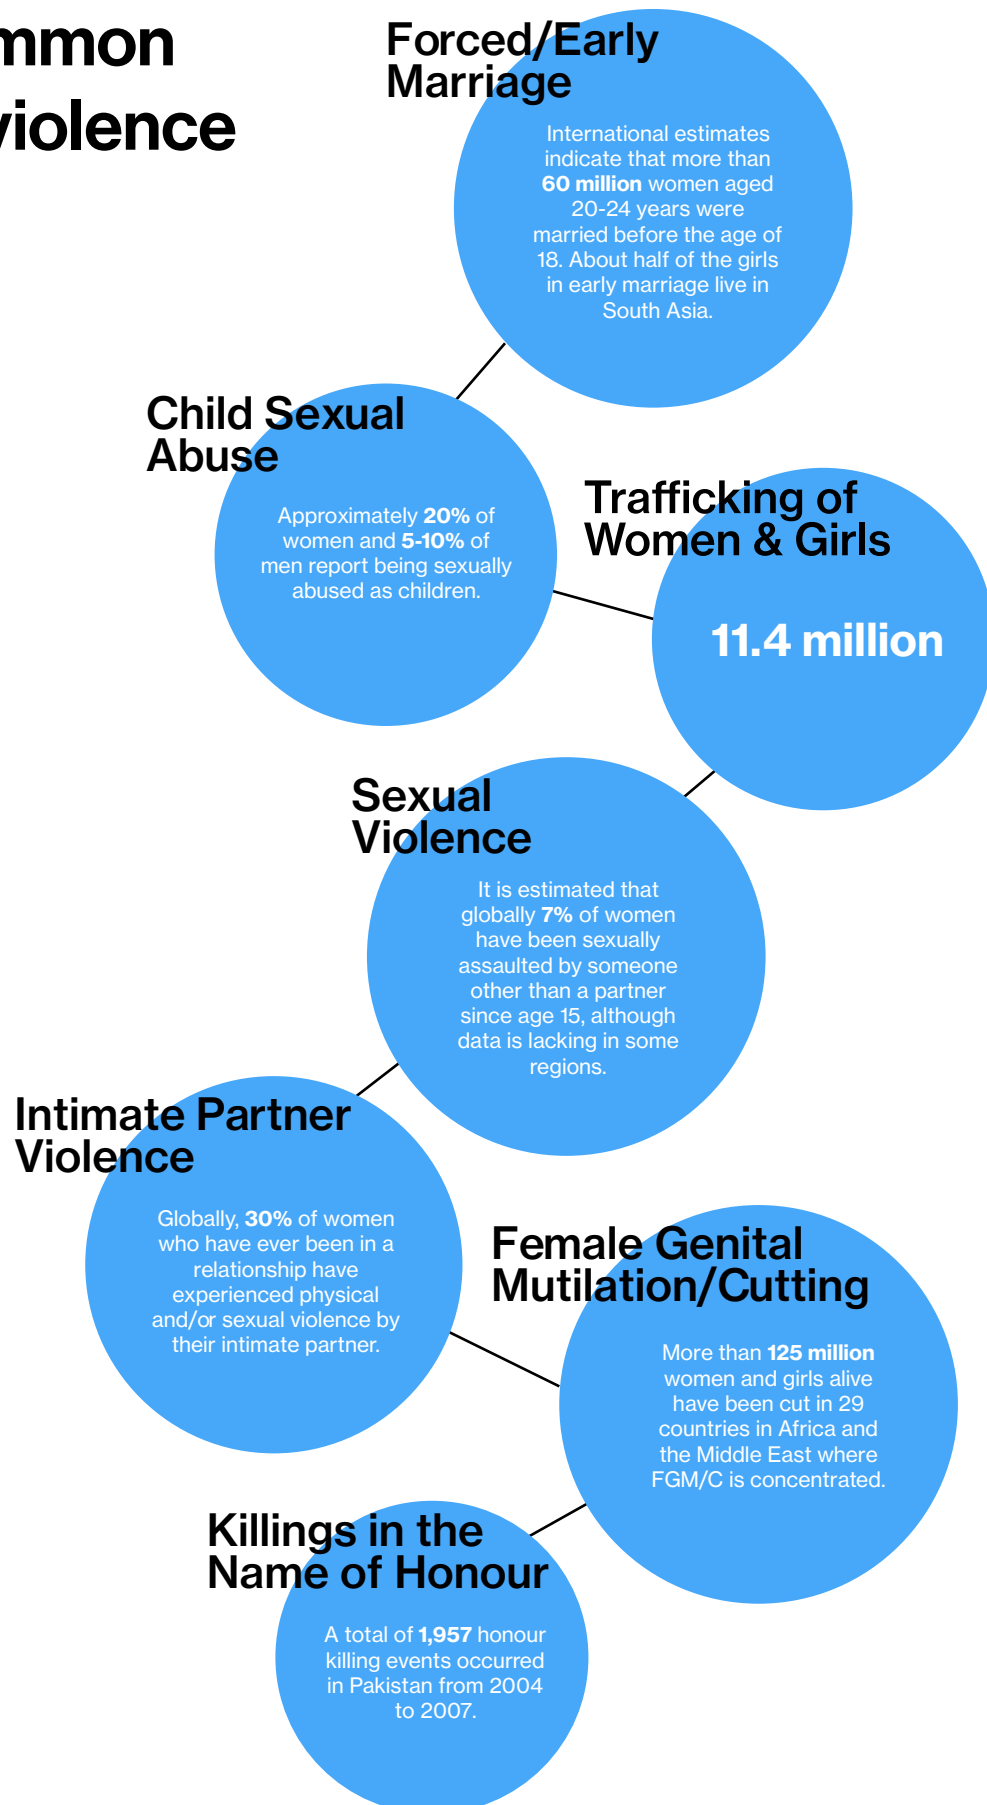 mmon
violence
Forced/Early
Marriage
International estimates
indicate that more than
60 million women aged
20-24 years were
married before the age of
18. About half of the girls
in early marriage live in
South Asia.
Child Sexual
Abuse
Approximately 20% of
women and 5-10% of
men report being sexually
abused as children.
Trafficking of
Women & Girls
11.4 million
Sexual
Violence
It is estimated that
globally 7% of women
have been sexually
assaulted by someone
other than a partner
since age 15, although
data is lacking in some
regions.
Intimate Partner
Violence
Globally, 30% of women
who have ever been in a
relationship have
experienced physical
and/or sexual violence by
their intimate partner.
Female Genital
Mutilation/Cutting
More than 125 million
women and girls alive
have been cut in 29
countries in Africa and
the Middle East where
FGM/C is concentrated.
Killings in the
Name of Honour
A total of 1,957 honour
killing events occurred
in Pakistan from 2004
to 2007.